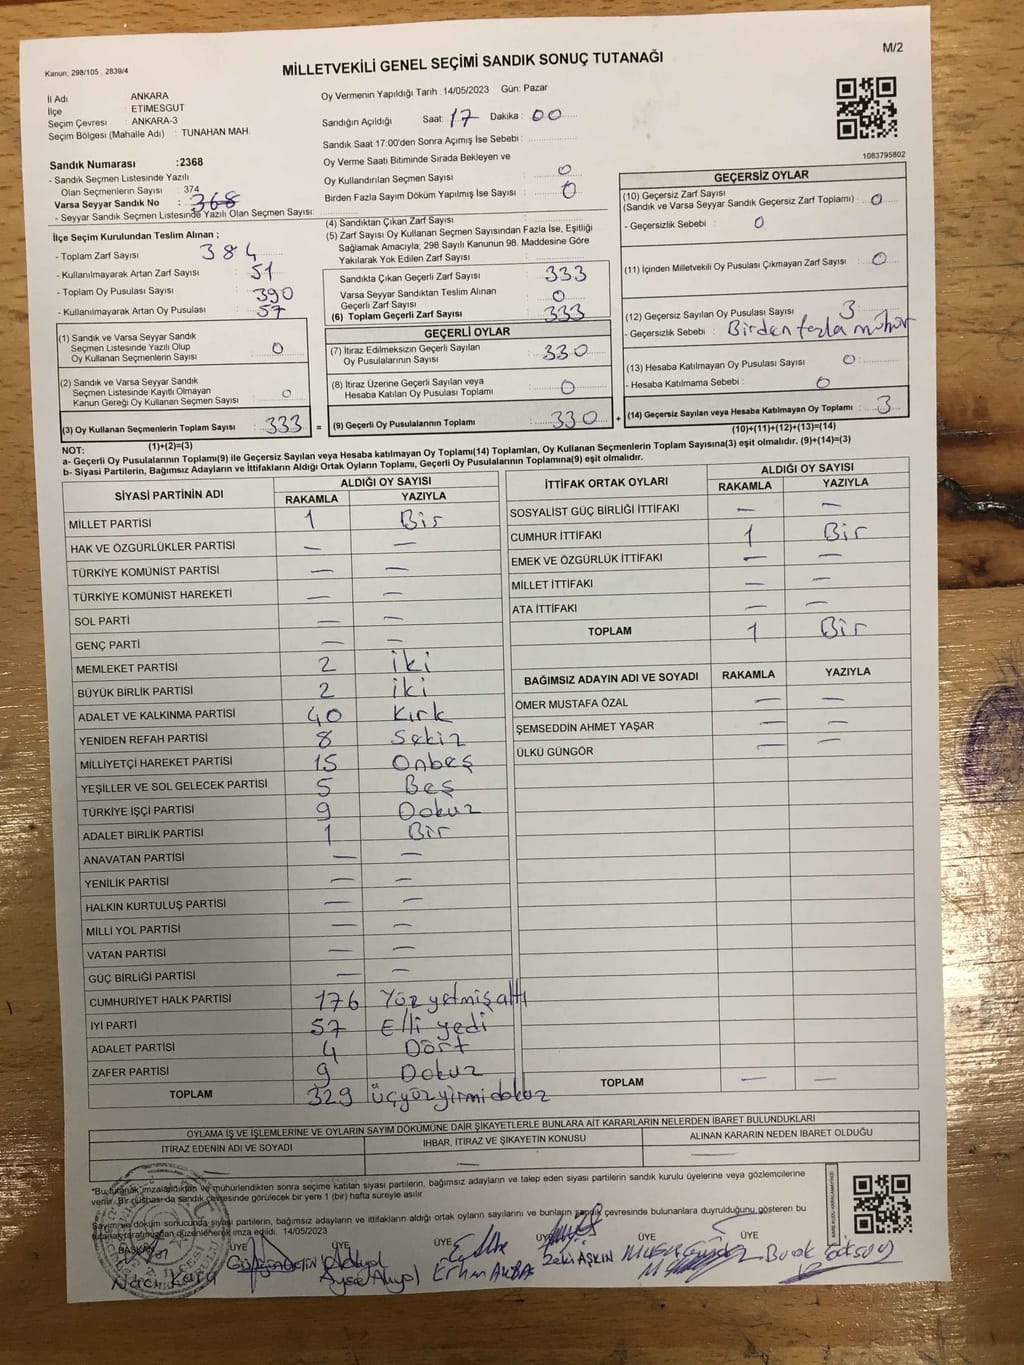 M/2
Kanun, 298/105 , 2839/4
MİLLETVEKİLİ GENEL SEÇİMİ SANDIK SONUÇ TUTANAĞI
İl Adı ANKARA
İlçe : ETIMESGUT
Seçim Çevresi : ANKARA-3
Seçim Bölgesi (Mahalle Adı) : TUNAHAN MAH.
Sandık Numarası :2368
- Sandık Seçmen Listesinde Yazılı
Olan Seçmenlerin Sayısı : 374
Varsa Seyyar Sandık No :
- Seyyar Sandık Seçmen Listesinde Yazılı Olan Seçmen Sayısı:
İlçe Seçim Kurulundan Teslim Alınan ;
- Toplam Zarf Sayısı : 384
- Kullanılmayarak Artan Zarf Sayısı : 51
- Toplam Oy Pusulası Sayısı : 390
- Kullanılmayarak Artan Oy Pusulası : 57
(1) Sandık ve Varsa Seyyar Sandık
Seçmen Listesinde Yazılı Olup
Oy Kullanan Seçmenlerin Sayısı : 0
(2) Sandık ve Varsa Seyyar Sandık
Seçmen Listesinde Kayıtlı Olmayan
Kanun Gereği Oy Kullanan Seçmen Sayısı : 0
(3) Oy Kullanan Seçmenlerin Toplam Sayısı : 333 =
(1)+(2)=(3)
Oy Vermenin Yapıldığı Tarih :14/05/2023 Gün: Pazar
Sandığın Açıldığı Saat: 17 Dakika : 00
Sandık Saat 17.00'den Sonra Açımış İse Sebebi :
Oy Verme Saati Bitiminde Sırada Bekleyen ve
Oy Kullandırılan Seçmen Sayısı : 0
Birden Fazla Sayım Döküm Yapılmış İse Sayısı : 0
(4) Sandıktan Çıkan Zarf Sayısı :
(5) Zarf Sayısı Oy Kullanan Seçmen Sayısından Fazla İse, Eşitliği
Sağlamak Amacıyla; 298 Sayılı Kanunun 98. Maddesine Göre
Yakılarak Yok Edilen Zarf Sayısı :
Sandıkta Çıkan Geçerli Zarf Sayısı : 333
Varsa Seyyar Sandıktan Teslim Alınan
Geçerli Zarf Sayısı : 0
(6) Toplam Geçerli Zarf Sayısı : 333
GEÇERLİ OYLAR
(7) İtiraz Edilmeksizin Geçerli Sayılan
Oy Pusulalarının Sayısı : 330
(8) İtiraz Üzerine Geçerli Sayılan veya
Hesaba Katılan Oy Pusulası Toplamı : 0
(9) Geçerli Oy Pusulalarının Toplamı : 330 +
1083795802
GEÇERSİZ OYLAR
(10) Geçersiz Zarf Sayısı
(Sandık ve Varsa Seyyar Sandık Geçersiz Zarf Toplamı) : 0
- Geçersizlik Sebebi : 0
(11) İçinden Milletvekili Oy Pusulası Çıkmayan Zarf Sayısı : 0
(12) Geçersiz Sayılan Oy Pusulası Sayısı : 3
- Geçersizlik Sebebi : Birden fazla mühür
(13) Hesaba Katılmayan Oy Pusulası Sayısı : 0
- Hesaba Katılmama Sebebi : 0
(14) Geçersiz Sayılan veya Hesaba Katılmayan Oy Toplamı : 3
(10)+(11)+(12)+(13)=(14)
NOT:
a- Geçerli Oy Pusulalarının Toplam(9) ile Geçersiz Sayılan veya Hesaba katılmayan Oy Toplamı(14) Toplamları, Oy Kullanan Seçmenlerin Toplam Sayısına(3) eşit olmalıdır. (9)+(14)=(3)
b- Siyasi Partilerin, Bağımsız Adayların ve İttifakların Aldığı Ortak Oyların Toplamı, Geçerli Oy Pusulalarının Toplamına(9) eşit olmalıdır.
SİYASİ PARTİNİN ADI ALDIĞI OY SAYISI
RAKAMLA YAZIYLA
MİLLET PARTİSİ 1 Bir
HAK VE ÖZGÜRLÜKLER PARTİSİ — —
TÜRKİYE KOMÜNİST PARTİSİ — —
TÜRKİYE KOMÜNİST HAREKETİ — —
SOL PARTİ — —
GENÇ PARTİ — —
MEMLEKET PARTİSİ 2 iki
BÜYÜK BİRLİK PARTİSİ 2 iki
ADALET VE KALKINMA PARTİSİ 40 Kırk
YENİDEN REFAH PARTİSİ 8 Sekiz
MİLLİYETÇİ HAREKET PARTİSİ 15 Onbeş
YEŞİLLER VE SOL GELECEK PARTİSİ 5 Beş
TÜRKİYE İŞÇİ PARTİSİ 9 Dokuz
ADALET BİRLİK PARTİSİ 1 Bir
ANAVATAN PARTİSİ — —
YENİLİK PARTİSİ — —
HALKIN KURTULUŞ PARTİSİ — —
MİLLİ YOL PARTİSİ — —
VATAN PARTİSİ — —
GÜÇ BİRLİĞİ PARTİSİ — —
CUMHURİYET HALK PARTİSİ 176 Yüz yetmiş altı
İYİ PARTİ 57 Elli yedi
ADALET PARTİSİ 4 Dört
ZAFER PARTİSİ 9 Dokuz
TOPLAM 329 üçyüzyirmidokuz
İTTİFAK ORTAK OYLARI ALDIĞI OY SAYISI
RAKAMLA YAZIYLA
SOSYALİST GÜÇ BİRLİĞİ İTTİFAKI — —
CUMHUR İTTİFAKI 1 Bir
EMEK VE ÖZGÜRLÜK İTTİFAKI — —
MİLLET İTTİFAKI — —
ATA İTTİFAKI — —
TOPLAM 1 Bir
BAĞIMSIZ ADAYIN ADI VE SOYADI RAKAMLA YAZIYLA
ÖMER MUSTAFA ÖZAL — —
ŞEMSEDDİN AHMET YAŞAR — —
ÜLKÜ GÜNGÖR — —
TOPLAM — —
OYLAMA İŞ VE İŞLEMLERİNE VE OYLARIN SAYIM DÖKÜMÜNE DAİR ŞİKAYETLERLE BUNLARA AİT KARARLARIN NELERDEN İBARET BULUNDUKLARI
İTİRAZ EDENİN ADI VE SOYADI İHBAR, İTİRAZ VE ŞİKAYETİN KONUSU ALINAN KARARIN NEDEN İBARET OLDUĞU
— — —
*Bu tutanak imzalandıktan ve mühürlendikten sonra seçime katılan siyasi partilerin, bağımsız adayların ve talep eden siyasi partilerin sandık kurulu üyelerine veya gözlemcilerine
verilir. Bir nüshası da sandık çevresinde görülecek bir yere 1 (bir) hafta süreyle asılır.
Sayım ve döküm sonucunda siyasi partilerin, bağımsız adayların ve ittifakların aldığı ortak oyların sayılarını ve bunların sandık çevresinde bulunanlara duyrulduğunu gösteren bu
tutanak tarafımızdan düzenlenerek imza edildi. 14/05/2023
BAŞKAN ÜYE ÜYE ÜYE ÜYE ÜYE
Naci Kara Ayşe Akyol Erhan AKBAŞ Zeki AŞKIN